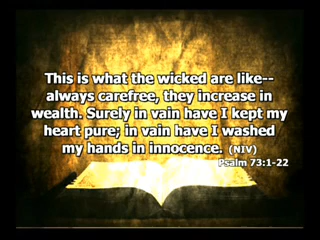 This is what the wicked are like--
always carefree, they increase in
wealth. Surely in vain have I kept my
heart pure; in vain have I washed
my hands in innocence. (NIV)
Psalm 73:1-22